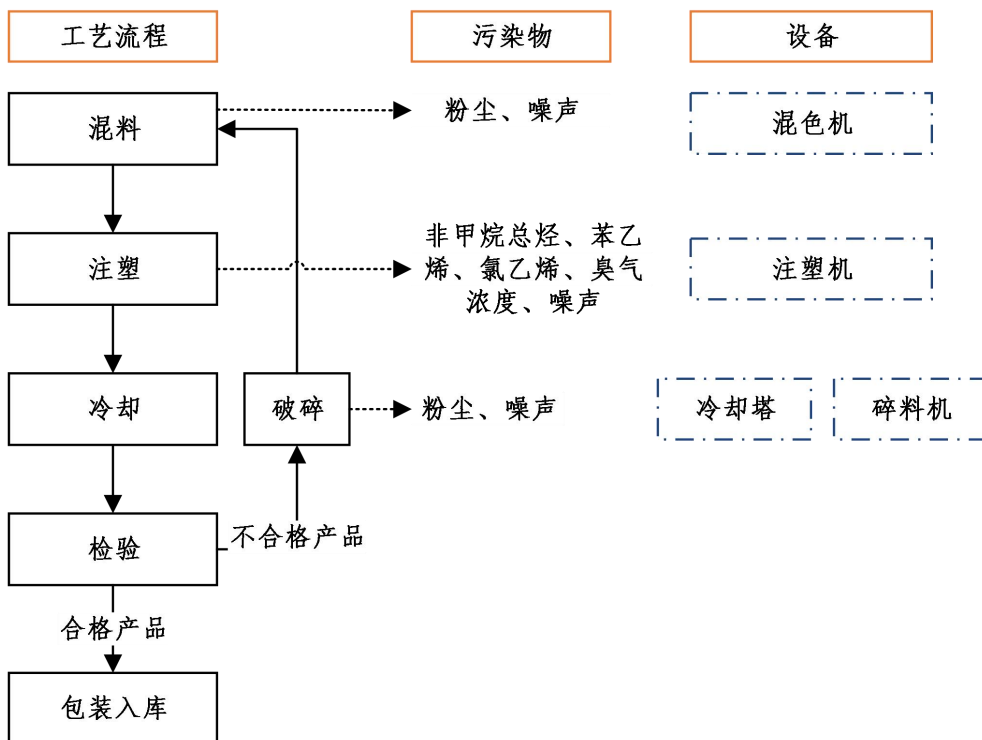 工艺流程
污染物
设备
混料
粉尘、噪声
混色机
注塑
非甲烷总烃、苯乙
烯、氯乙烯、臭气
浓度、噪声
注塑机
冷却
破碎
粉尘、噪声
冷却塔
碎料机
检验
不合格产品
合格产品
包装入库